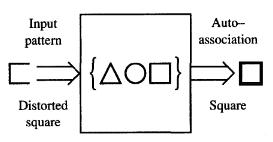 Input
pattern
Distorted
square
Auto–
association
Square